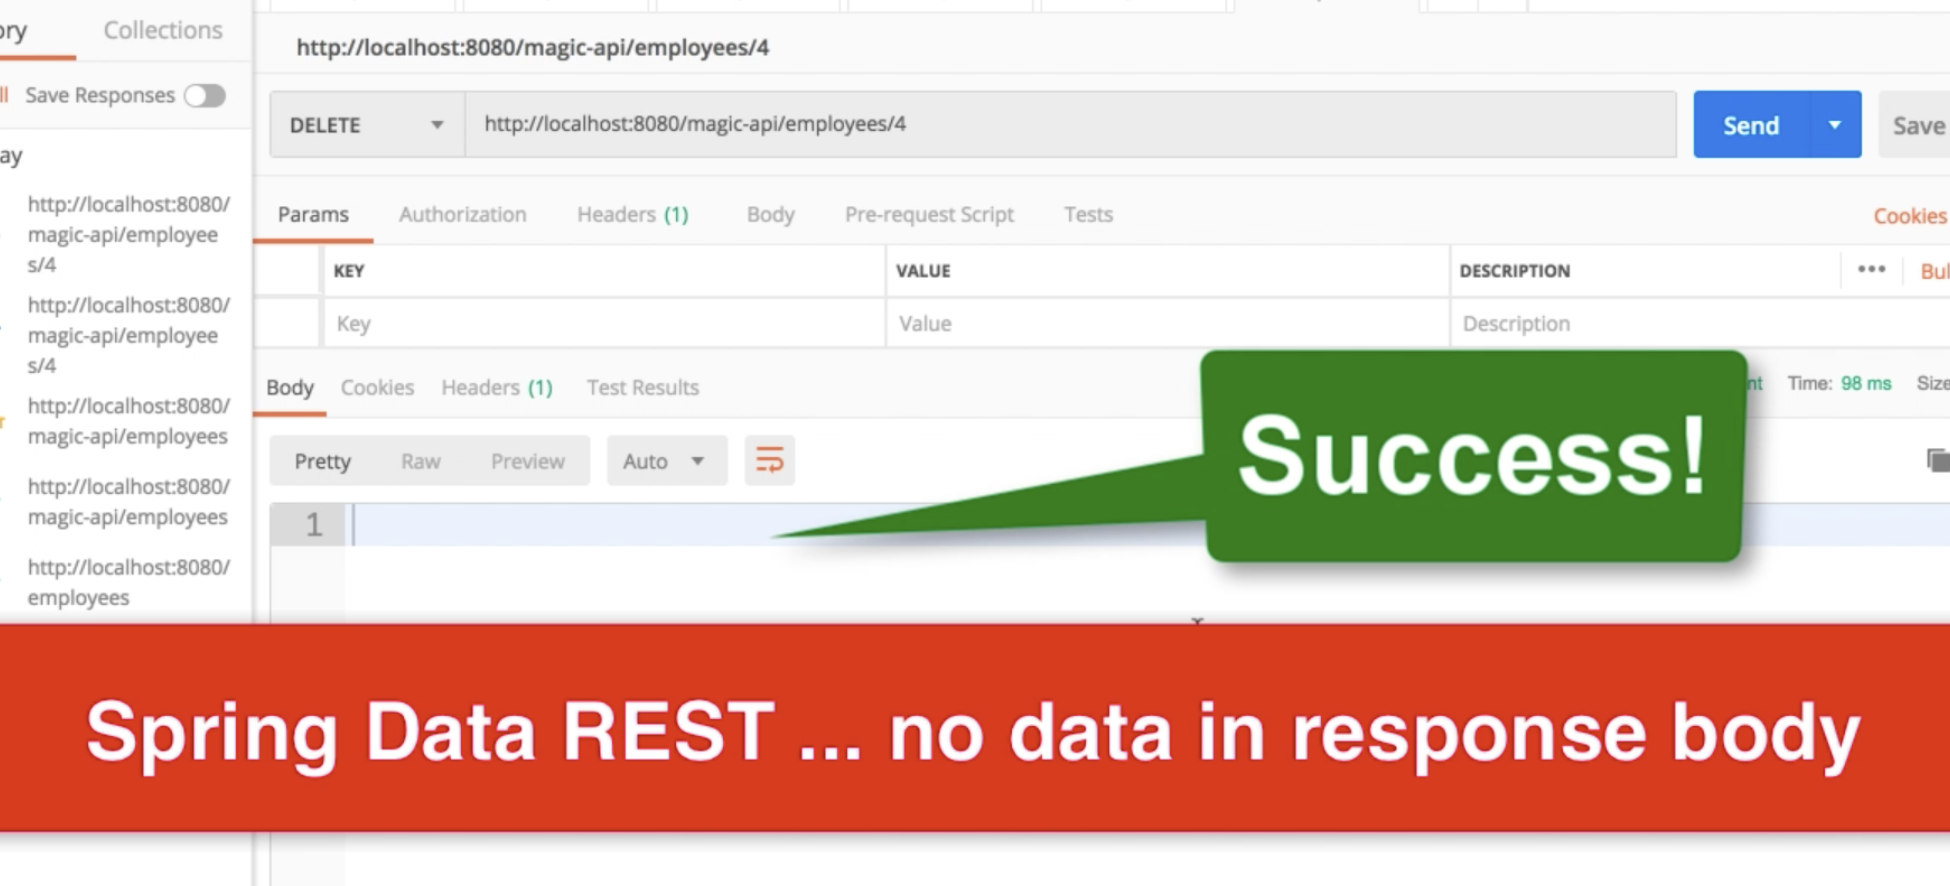 ory
Collections
http://localhost:8080/magic-api/employees/4
ll
Save Responses
DELETE
http://localhost:8080/magic-api/employees/4
Send
Save
ay
http://localhost:8080/
magic-api/employee
s/4
http://localhost:8080/
magic-api/employee
s/4
http://localhost:8080/
magic-api/employees
http://localhost:8080/
magic-api/employees
http://localhost:8080/
employees
Params
Authorization
Headers (1)
Body
Pre-request Script
Tests
Cookies
KEY
VALUE
DESCRIPTION
•••
Bul
Key
Value
Description
Body
Cookies
Headers (1)
Test Results
nt
Time: 98 ms
Size
Pretty
Raw
Preview
Auto
Success!
1
Spring Data REST ... no data in response body